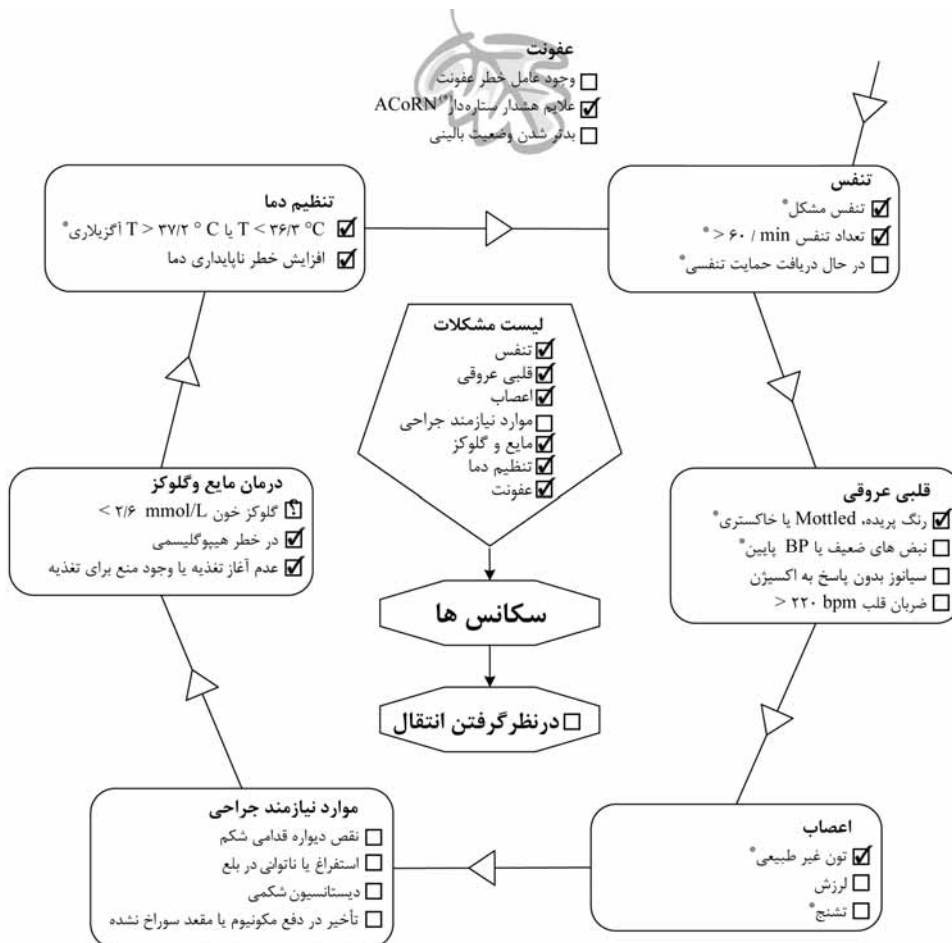 عفونت
☐ وجود عامل خطر عفونت
☑ علایم هشدار ستاره‌دار(*) ACoRN
☐ بدتر شدن وضعیت بالینی
تنفس
☑ تنفس مشکل*
☑ تعداد تنفس ۶۰ / min < *
☐ در حال دریافت حمایت تنفسی*
قلبی عروقی
☑ رنگ پریده، Mottled یا خاکستری*
☐ نبض های ضعیف یا BP پایین*
☐ سیانوز بدون پاسخ به اکسیژن
☐ ضربان قلب ۲۲۰ bpm <
اعصاب
☑ تون غیر طبیعی*
☐ لرزش
☐ تشنج*
موارد نیازمند جراحی
☐ نقص دیواره قدامی شکم
☐ استفراغ یا ناتوانی در بلع
☐ دیستانسیون شکمی
☐ تأخیر در دفع مکونیوم یا مقعد سوراخ نشده
درمان مایع وگلوکز
? گلوکز خون ۲/۶ mmol/L >
☑ در خطر هیپوگلیسمی
☑ عدم آغاز تغذیه یا وجود منع برای تغذیه
تنظیم دما
☑ T < ۳۶/۳ °C یا T > ۳۷/۲ ° C آگزیلاری*
☑ افزایش خطر ناپایداری دما
لیست مشکلات
☑ تنفس
☑ قلبی عروقی
☑ اعصاب
☐ موارد نیازمند جراحی
☑ مایع و گلوکز
☑ تنظیم دما
☑ عفونت
سکانس ها
☐ درنظرگرفتن انتقال